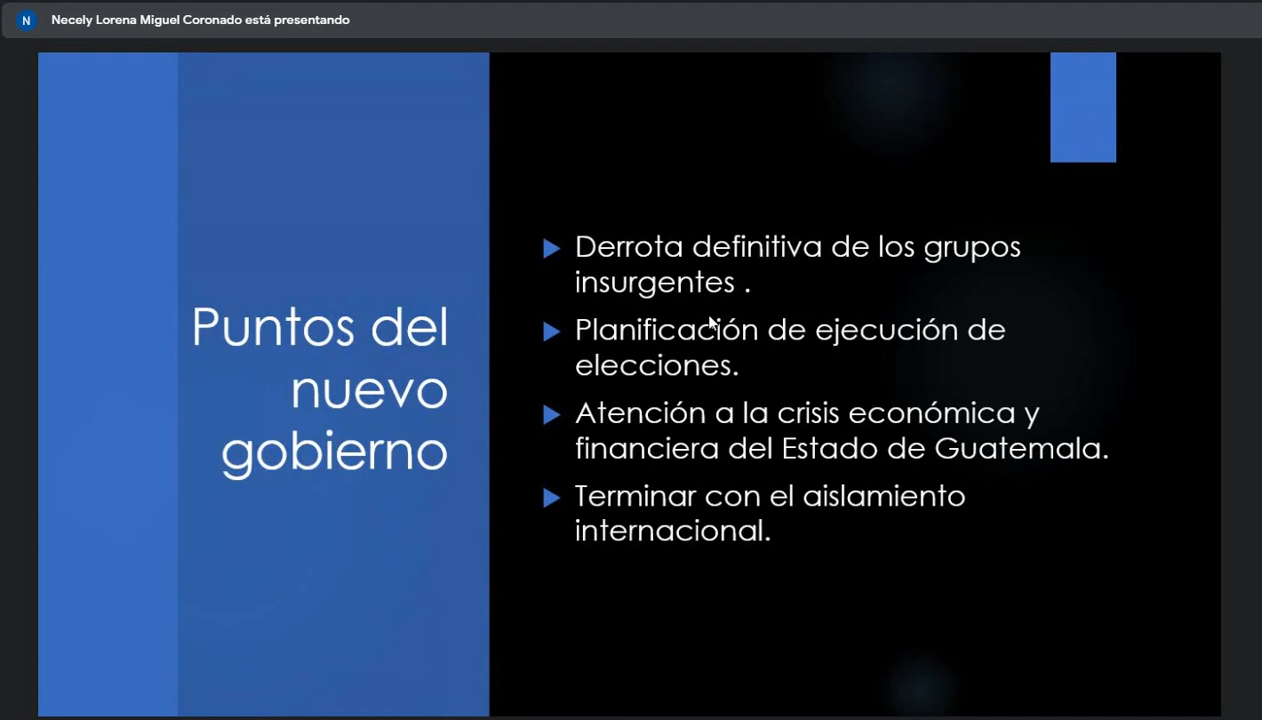 N Necely Lorena Miguel Coronado está presentando
Puntos del
nuevo
gobierno
Derrota definitiva de los grupos
insurgentes .
Planificación de ejecución de
elecciones.
Atención a la crisis económica y
financiera del Estado de Guatemala.
Terminar con el aislamiento
internacional.